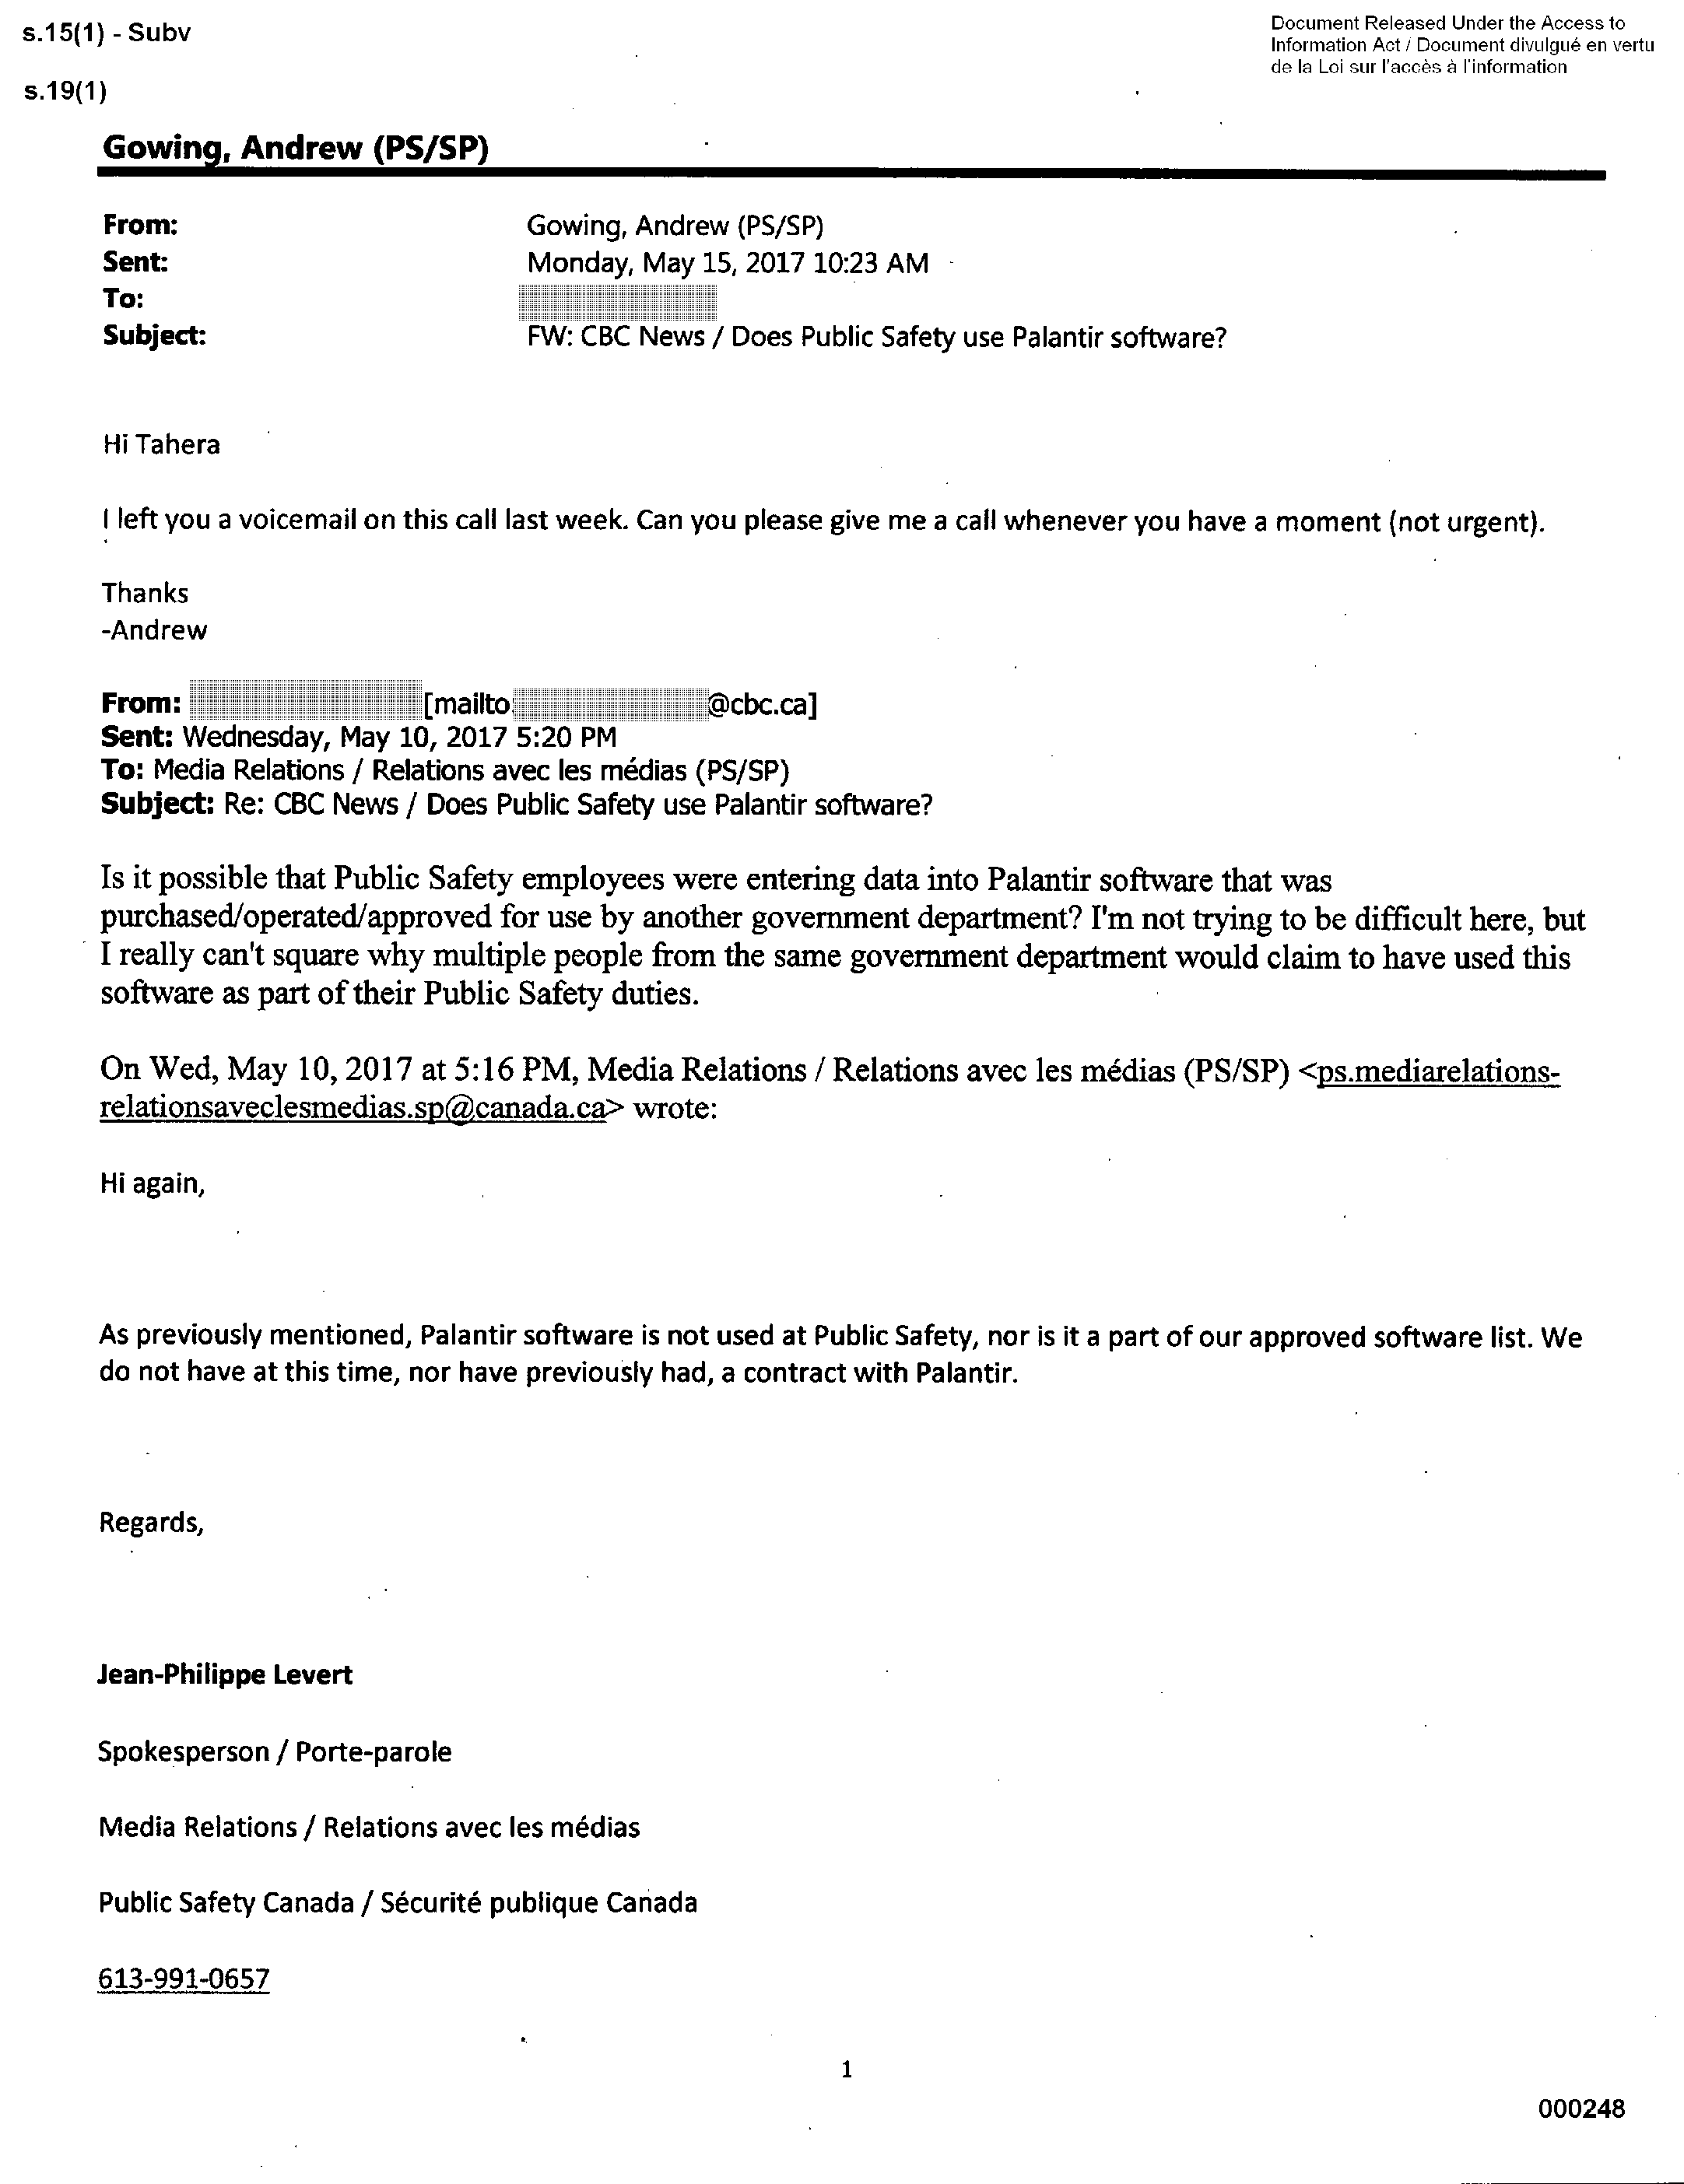 s.15(1) - Subv
s.19(1)
Document Released Under the Access to
Information Act / Document divulgué en vertu
de la Loi sur l'accès à l'information
Gowing, Andrew (PS/SP)
From: Gowing, Andrew (PS/SP)
Sent: Monday, May 15, 2017 10:23 AM
To:
Subject: FW: CBC News / Does Public Safety use Palantir software?
Hi Tahera
I left you a voicemail on this call last week. Can you please give me a call whenever you have a moment (not urgent).
Thanks
-Andrew
From: [mailto: @cbc.ca]
Sent: Wednesday, May 10, 2017 5:20 PM
To: Media Relations / Relations avec les médias (PS/SP)
Subject: Re: CBC News / Does Public Safety use Palantir software?
Is it possible that Public Safety employees were entering data into Palantir software that was
purchased/operated/approved for use by another government department? I'm not trying to be difficult here, but
I really can't square why multiple people from the same government department would claim to have used this
software as part of their Public Safety duties.
On Wed, May 10, 2017 at 5:16 PM, Media Relations / Relations avec les médias (PS/SP) <ps.mediarelations-
relationsaveclesmedias.sp@canada.ca> wrote:
Hi again,
As previously mentioned, Palantir software is not used at Public Safety, nor is it a part of our approved software list. We
do not have at this time, nor have previously had, a contract with Palantir.
Regards,
Jean-Philippe Levert
Spokesperson / Porte-parole
Media Relations / Relations avec les médias
Public Safety Canada / Sécurité publique Canada
613-991-0657
1
000248